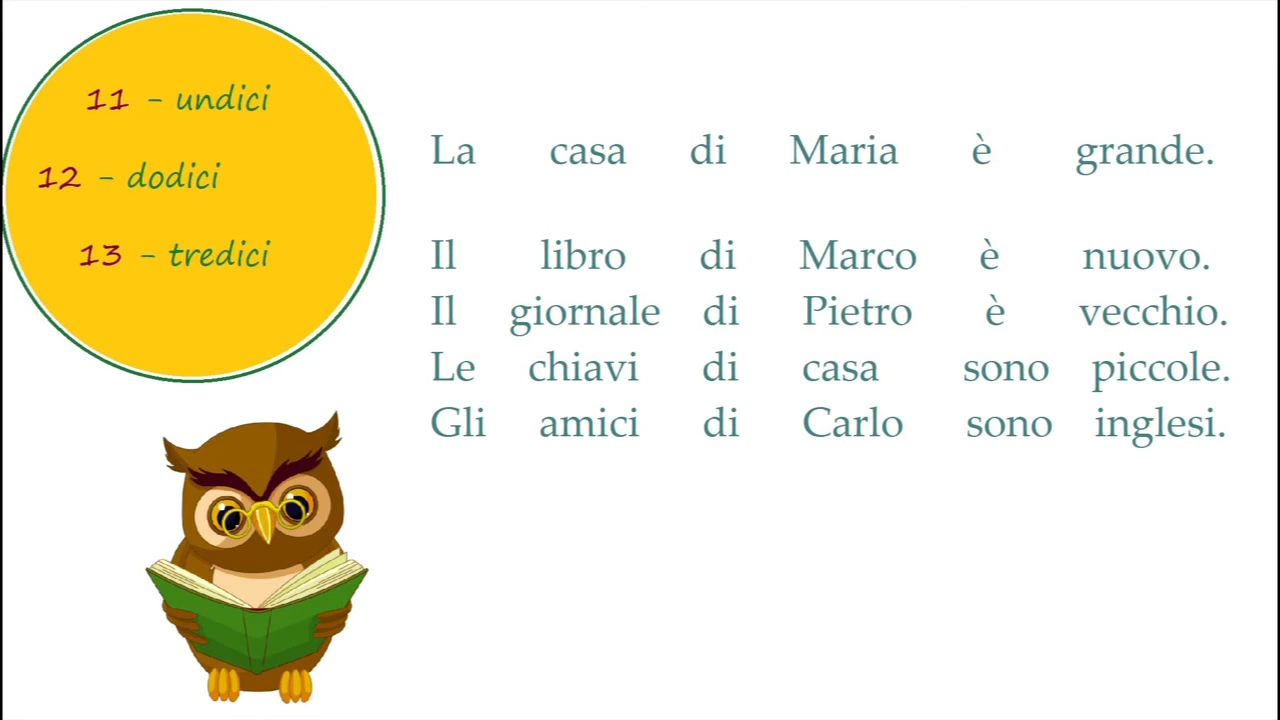 11 - undici
12 - dodici
13 - tredici
La casa di Maria è grande.
Il libro di Marco è nuovo.
Il giornale di Pietro è vecchio.
Le chiavi di casa sono piccole.
Gli amici di Carlo sono inglesi.